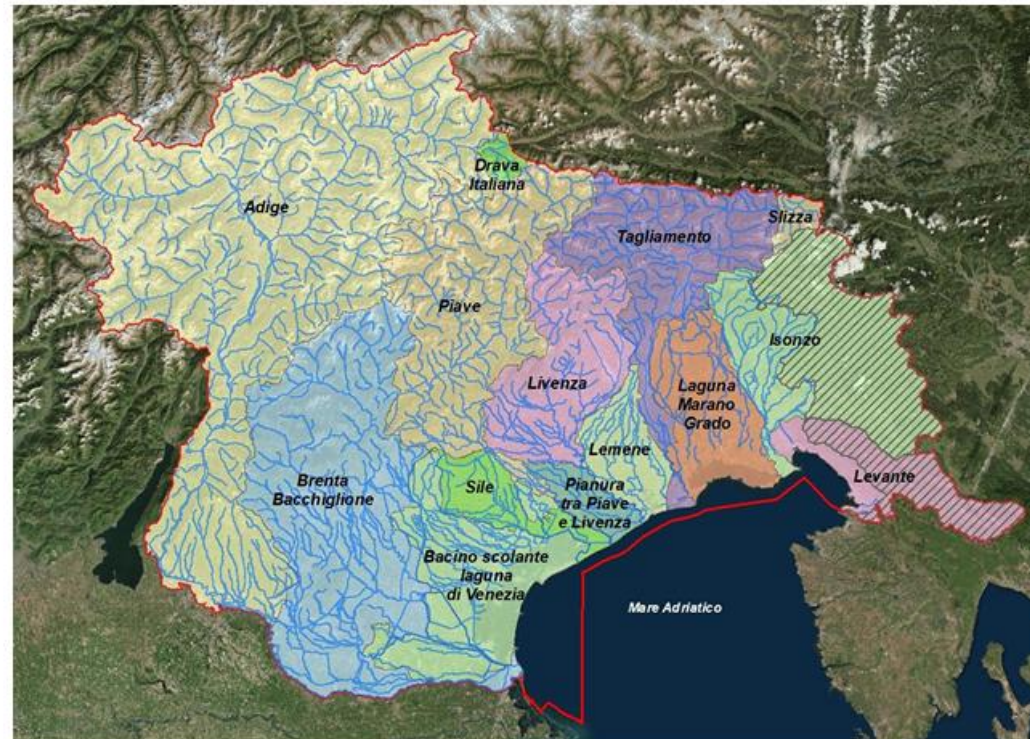 Drava
Italiana
Adige
Slizza
Tagliamento
Piave
Isonzo
Livenza
Laguna
Marano
Grado
Lemene
Levante
Brenta
Bacchiglione
Sile
Pianura
tra Piave
e Livenza
Bacino scolante
laguna
di Venezia
Mare Adriatico